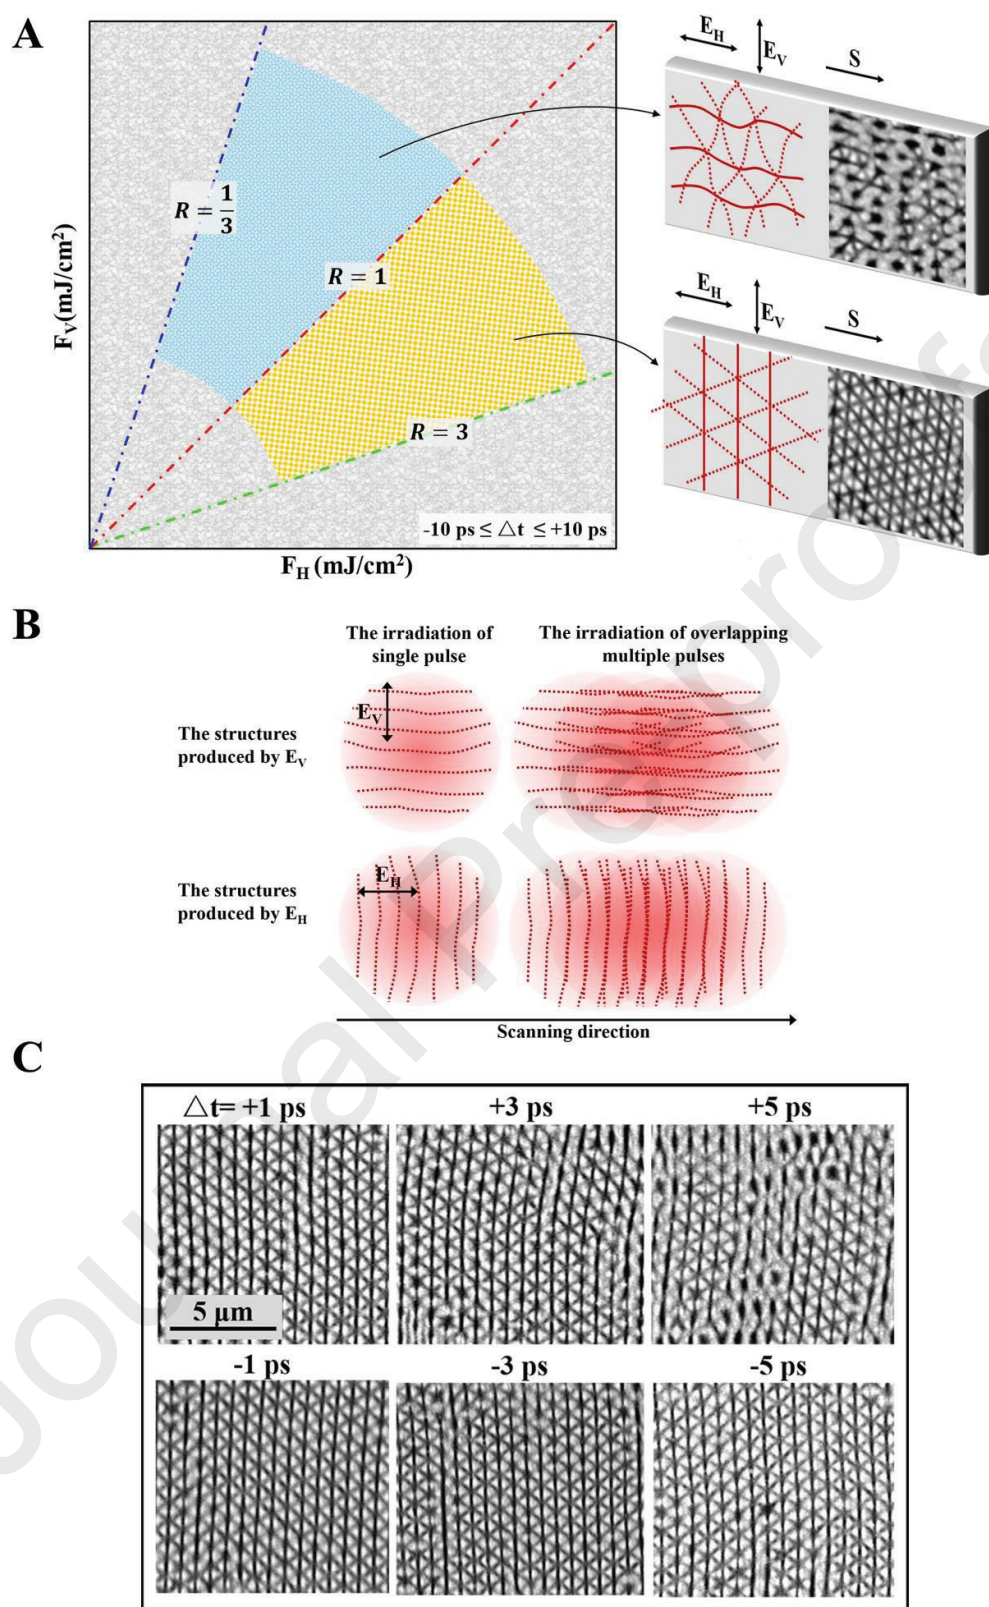 A
E_H
E_V
S
R = 1/3
R = 1
F_V(mJ/cm²)
E_H
E_V
S
R = 3
-10 ps ≤ △t ≤ +10 ps
F_H (mJ/cm²)
B
The irradiation of
single pulse
The irradiation of overlapping
multiple pulses
E_V
The structures
produced by E_V
E_H
The structures
produced by E_H
Scanning direction
C
△t= +1 ps
+3 ps
+5 ps
5 μm
-1 ps
-3 ps
-5 ps
Journal Pre-proof